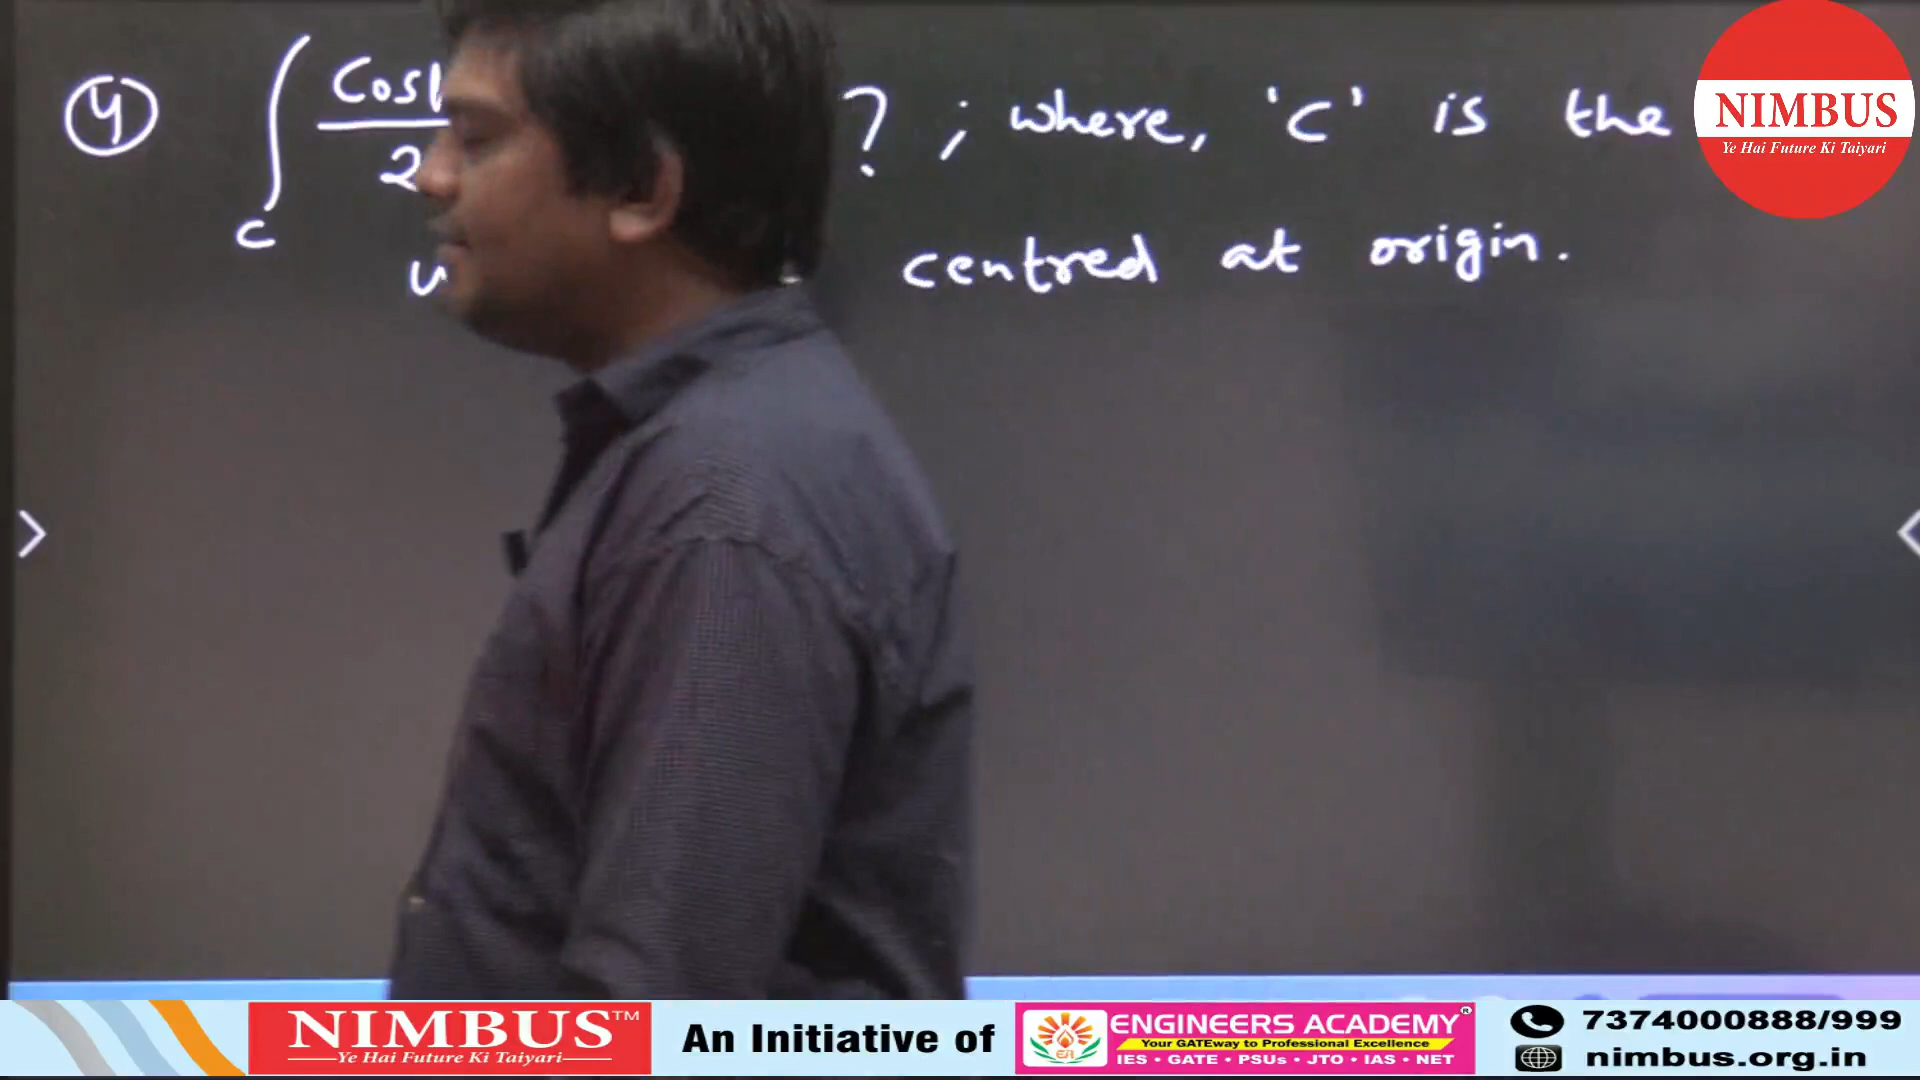 ④ ∫ Cos ? ; where, 'C' is the
2
C
centred at origin.
NIMBUS
Ye Hai Future Ki Taiyari
NIMBUS™ An Initiative of ENGINEERS ACADEMY® 7374000888/999
Ye Hai Future Ki Taiyari Your GATEway to Professional Excellence
IES • GATE • PSUs • JTO • IAS • NET nimbus.org.in